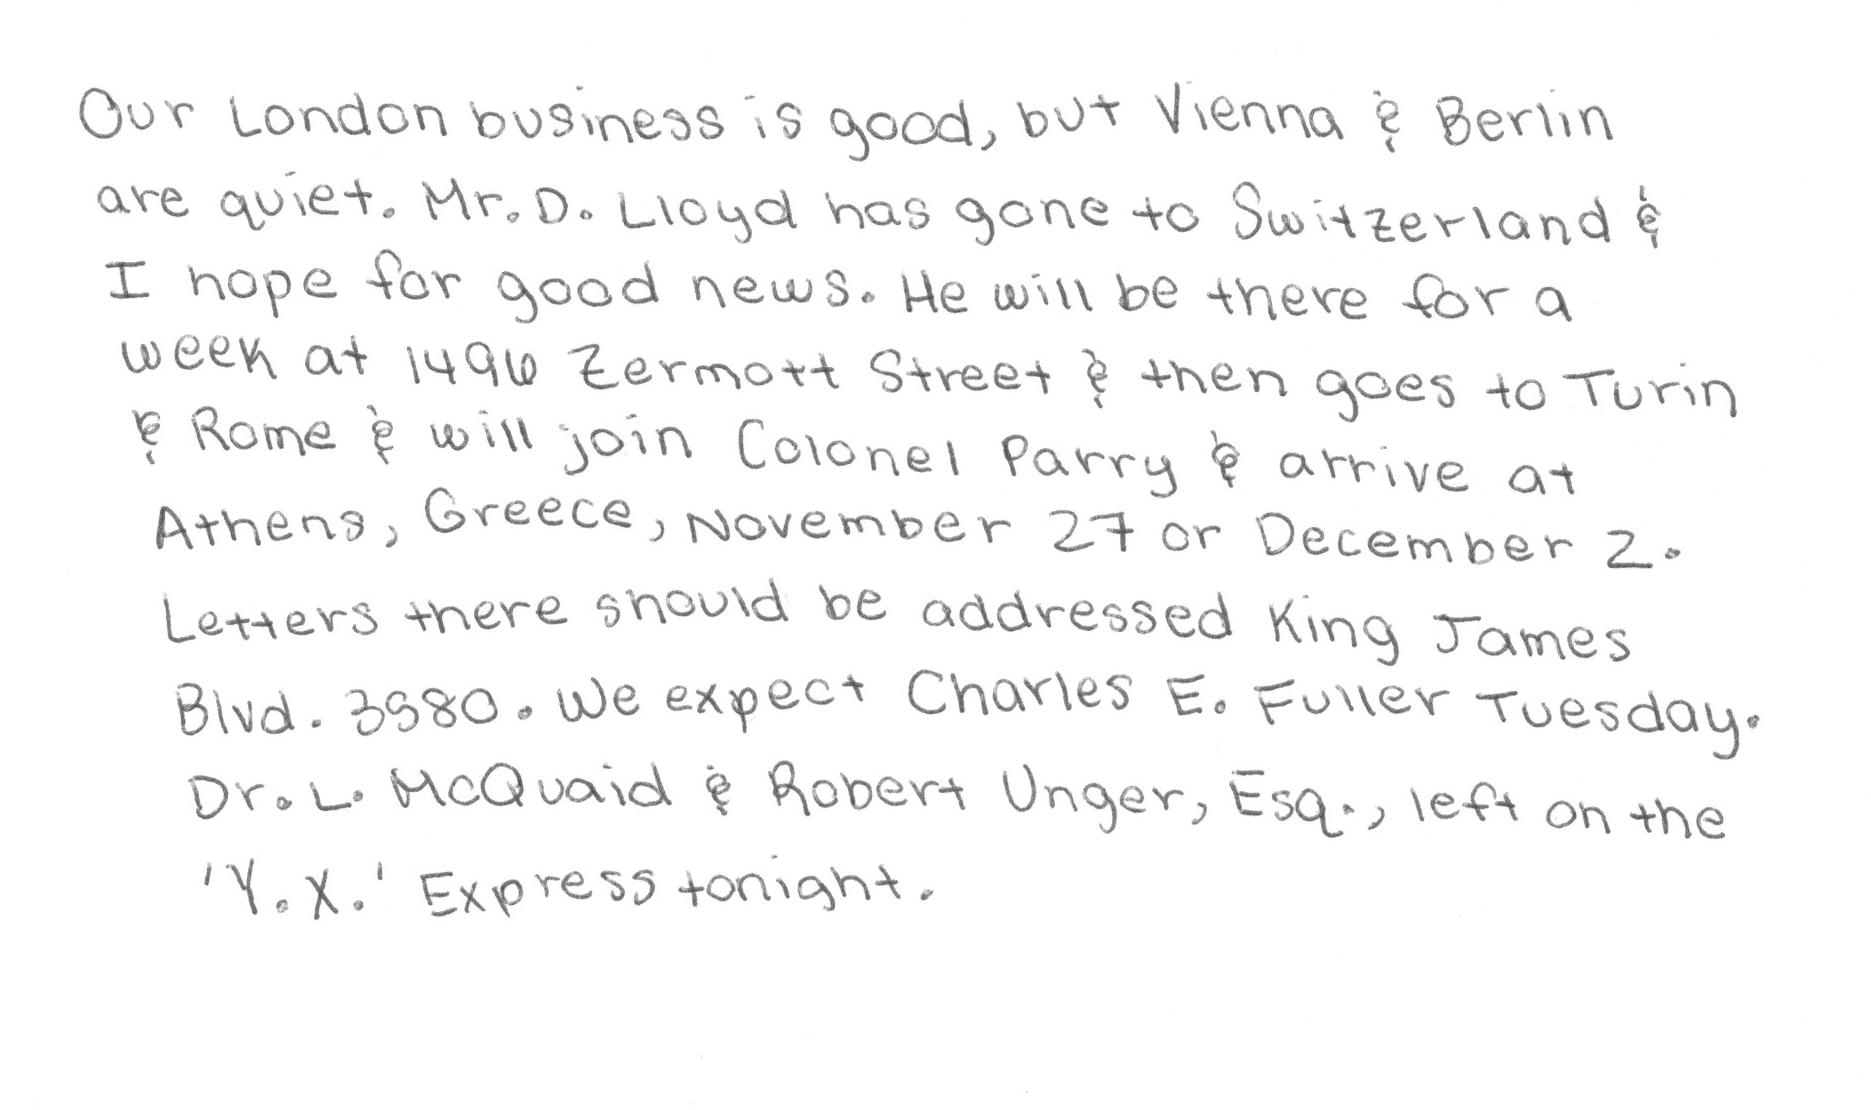 Our London business is good, but Vienna & Berlin
are quiet. Mr. D. Lloyd has gone to Switzerland &
I hope for good news. He will be there for a
week at 1496 Zermott Street & then goes to Turin
& Rome & will join Colonel Parry & arrive at
Athens, Greece, November 27 or December 2.
Letters there should be addressed King James
Blvd. 3580. We expect Charles E. Fuller Tuesday.
Dr. L. McQuaid & Robert Unger, Esq., left on the
'Y.X.' Express tonight.